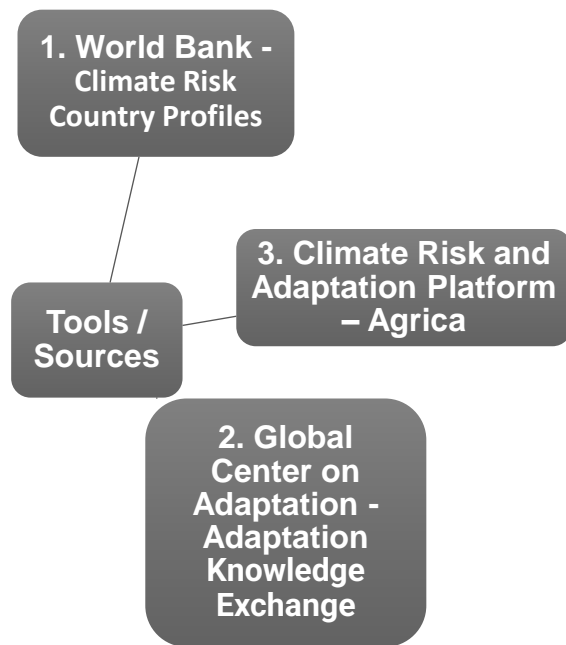 1. World Bank -
Climate Risk
Country Profiles
3. Climate Risk and
Adaptation Platform
– Agrica
Tools /
Sources
2. Global
Center on
Adaptation -
Adaptation
Knowledge
Exchange